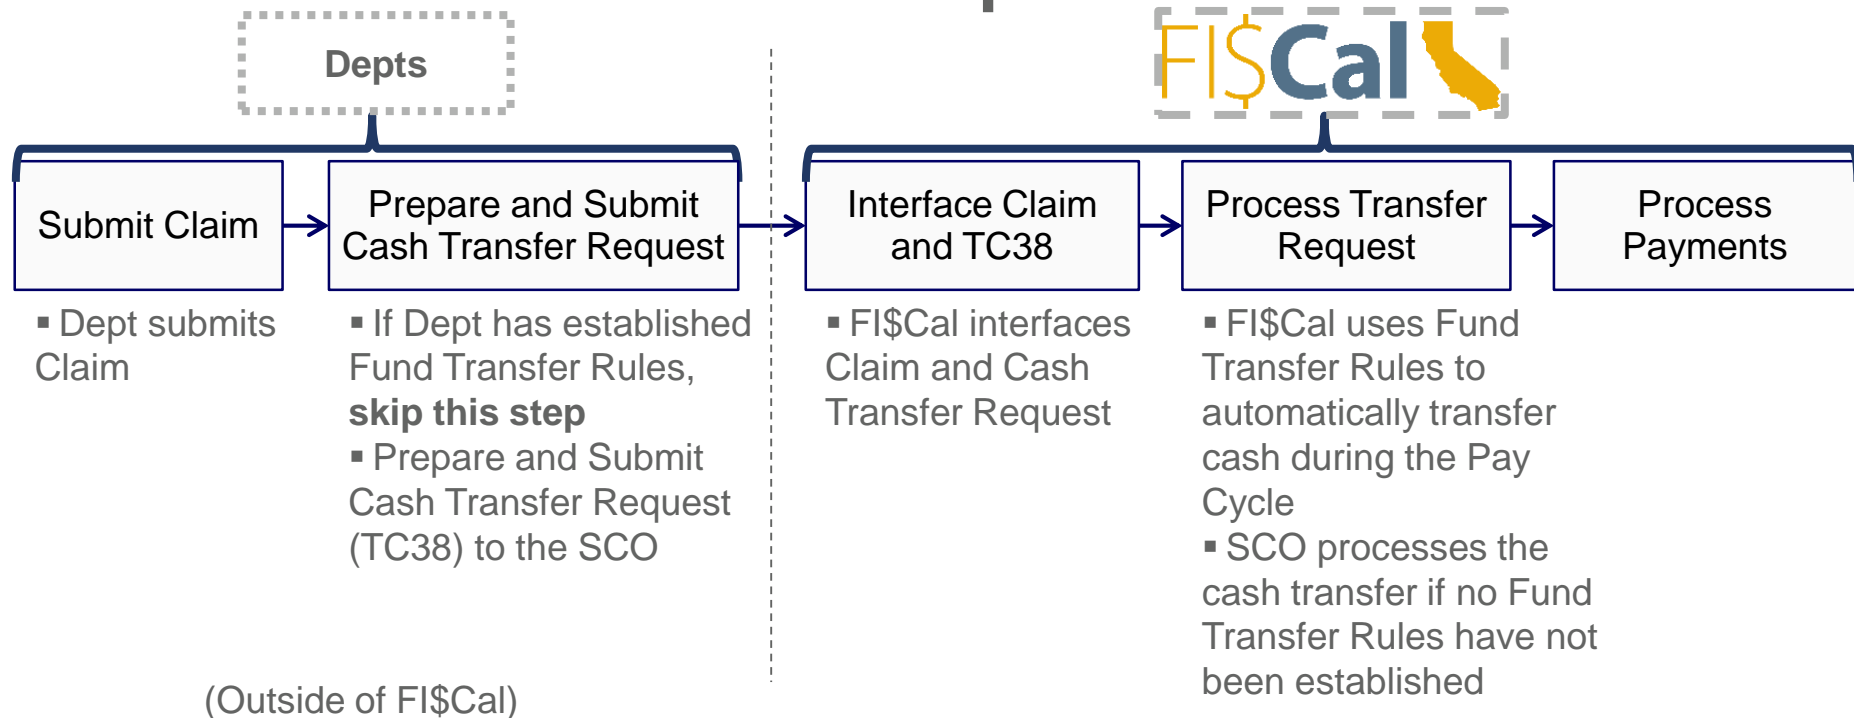 Depts
FI$Cal
Submit Claim
Prepare and Submit
Cash Transfer Request
Interface Claim
and TC38
Process Transfer
Request
Process
Payments
▪ Dept submits
Claim
▪ If Dept has established
Fund Transfer Rules,
skip this step
▪ Prepare and Submit
Cash Transfer Request
(TC38) to the SCO
▪ FI$Cal interfaces
Claim and Cash
Transfer Request
▪ FI$Cal uses Fund
Transfer Rules to
automatically transfer
cash during the Pay
Cycle
▪ SCO processes the
cash transfer if no Fund
Transfer Rules have not
been established
(Outside of FI$Cal)